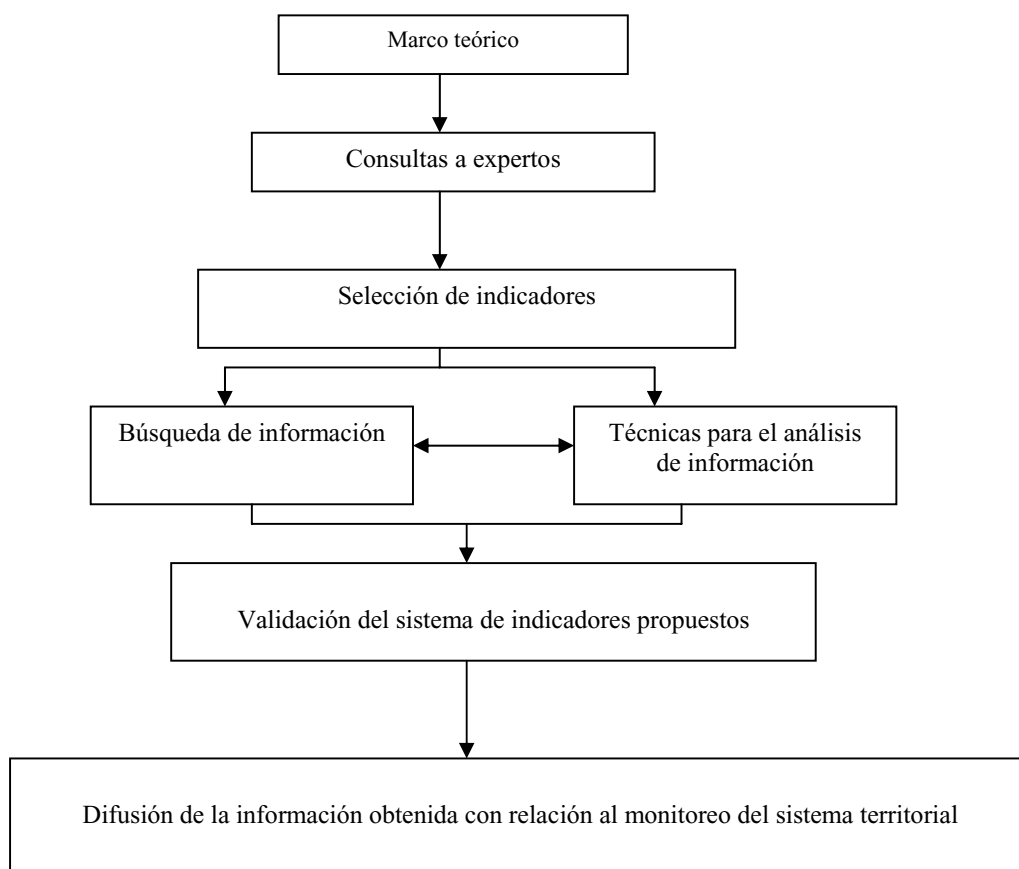 Marco teórico
Consultas a expertos
Selección de indicadores
Búsqueda de información
Técnicas para el análisis
de información
Validación del sistema de indicadores propuestos
Difusión de la información obtenida con relación al monitoreo del sistema territorial